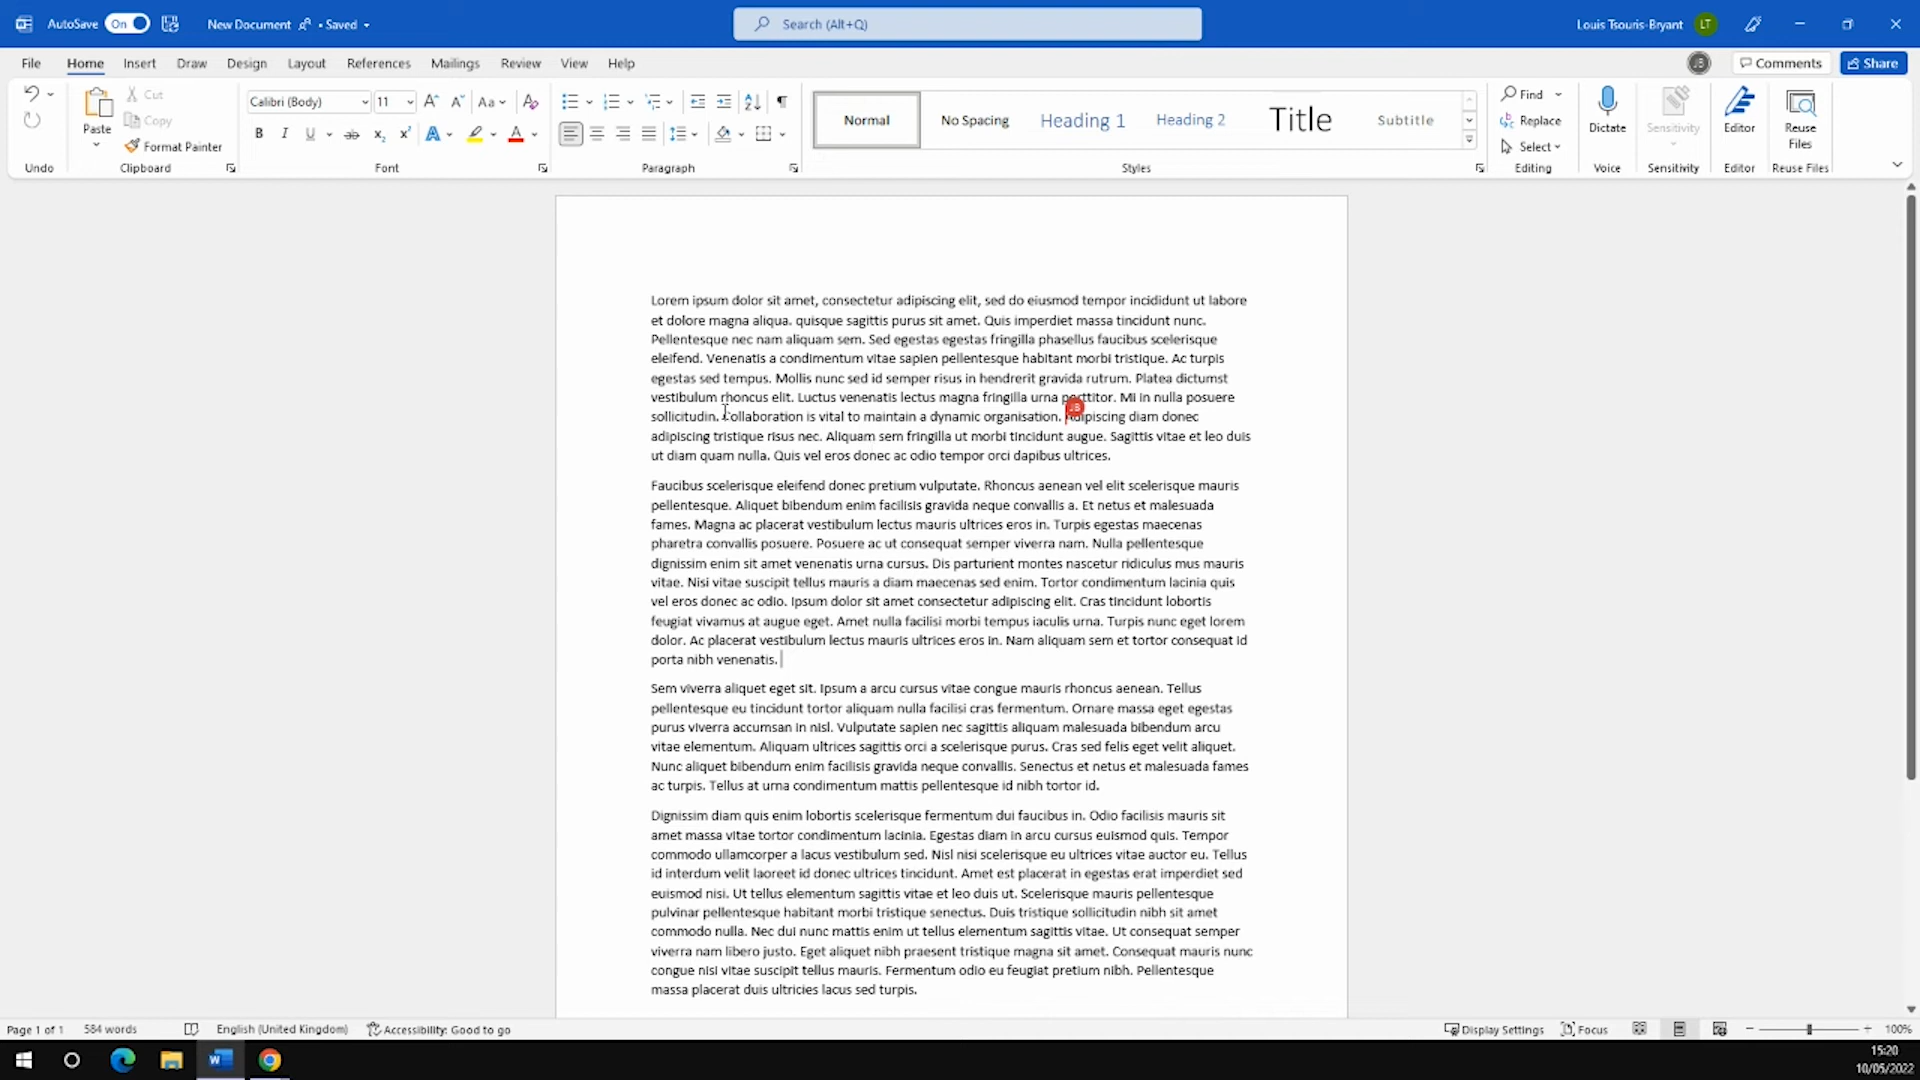 AutoSave On New Document • Saved Search (Alt+Q) Louis Tsouris-Bryant LT
File Home Insert Draw Design Layout References Mailings Review View Help JB Comments Share
Paste Cut Copy Format Painter
Calibri (Body) 11
Normal No Spacing Heading 1 Heading 2 Title Subtitle
Find Replace Select
Dictate Sensitivity Editor Reuse Files
Undo Clipboard Font Paragraph Styles Editing Voice Sensitivity Editor Reuse Files
Lorem ipsum dolor sit amet, consectetur adipiscing elit, sed do eiusmod tempor incididunt ut labore
et dolore magna aliqua. quisque sagittis purus sit amet. Quis imperdiet massa tincidunt nunc.
Pellentesque nec nam aliquam sem. Sed egestas egestas fringilla phasellus faucibus scelerisque
eleifend. Venenatis a condimentum vitae sapien pellentesque habitant morbi tristique. Ac turpis
egestas sed tempus. Mollis nunc sed id semper risus in hendrerit gravida rutrum. Platea dictumst
vestibulum rhoncus elit. Luctus venenatis lectus magna fringilla urna porttitor. Mi in nulla posuere
sollicitudin. Collaboration is vital to maintain a dynamic organisation. Adipiscing diam donec
adipiscing tristique risus nec. Aliquam sem fringilla ut morbi tincidunt augue. Sagittis vitae et leo duis
ut diam quam nulla. Quis vel eros donec ac odio tempor orci dapibus ultrices.
JB
Faucibus scelerisque eleifend donec pretium vulputate. Rhoncus aenean vel elit scelerisque mauris
pellentesque. Aliquet bibendum enim facilisis gravida neque convallis a. Et netus et malesuada
fames. Magna ac placerat vestibulum lectus mauris ultrices eros in. Turpis egestas maecenas
pharetra convallis posuere. Posuere ac ut consequat semper viverra nam. Nulla pellentesque
dignissim enim sit amet venenatis urna cursus. Dis parturient montes nascetur ridiculus mus mauris
vitae. Nisi vitae suscipit tellus mauris a diam maecenas sed enim. Tortor condimentum lacinia quis
vel eros donec ac odio. Ipsum dolor sit amet consectetur adipiscing elit. Cras tincidunt lobortis
feugiat vivamus at augue eget. Amet nulla facilisi morbi tempus iaculis urna. Turpis nunc eget lorem
dolor. Ac placerat vestibulum lectus mauris ultrices eros in. Nam aliquam sem et tortor consequat id
porta nibh venenatis.
Sem viverra aliquet eget sit. Ipsum a arcu cursus vitae congue mauris rhoncus aenean. Tellus
pellentesque eu tincidunt tortor aliquam nulla facilisi cras fermentum. Ornare massa eget egestas
purus viverra accumsan in nisl. Vulputate sapien nec sagittis aliquam malesuada bibendum arcu
vitae elementum. Aliquam ultrices sagittis orci a scelerisque purus. Cras sed felis eget velit aliquet.
Nunc aliquet bibendum enim facilisis gravida neque convallis. Senectus et netus et malesuada fames
ac turpis. Tellus at urna condimentum mattis pellentesque id nibh tortor id.
Dignissim diam quis enim lobortis scelerisque fermentum dui faucibus in. Odio facilisis mauris sit
amet massa vitae tortor condimentum lacinia. Egestas diam in arcu cursus euismod quis. Tempor
commodo ullamcorper a lacus vestibulum sed. Nisl nisi scelerisque eu ultrices vitae auctor eu. Tellus
id interdum velit laoreet id donec ultrices tincidunt. Amet est placerat in egestas erat imperdiet sed
euismod nisi. Ut tellus elementum sagittis vitae et leo duis ut. Scelerisque mauris pellentesque
pulvinar pellentesque habitant morbi tristique senectus. Duis tristique sollicitudin nibh sit amet
commodo nulla. Nec dui nunc mattis enim ut tellus elementum sagittis vitae. Ut consequat semper
viverra nam libero justo. Eget aliquet nibh praesent tristique magna sit amet. Consequat mauris nunc
congue nisi vitae suscipit tellus mauris. Fermentum odio eu feugiat pretium nibh. Pellentesque
massa placerat duis ultricies lacus sed turpis.
Page 1 of 1 584 words English (United Kingdom) Accessibility: Good to go Display Settings Focus 100%
15:20
10/05/2022